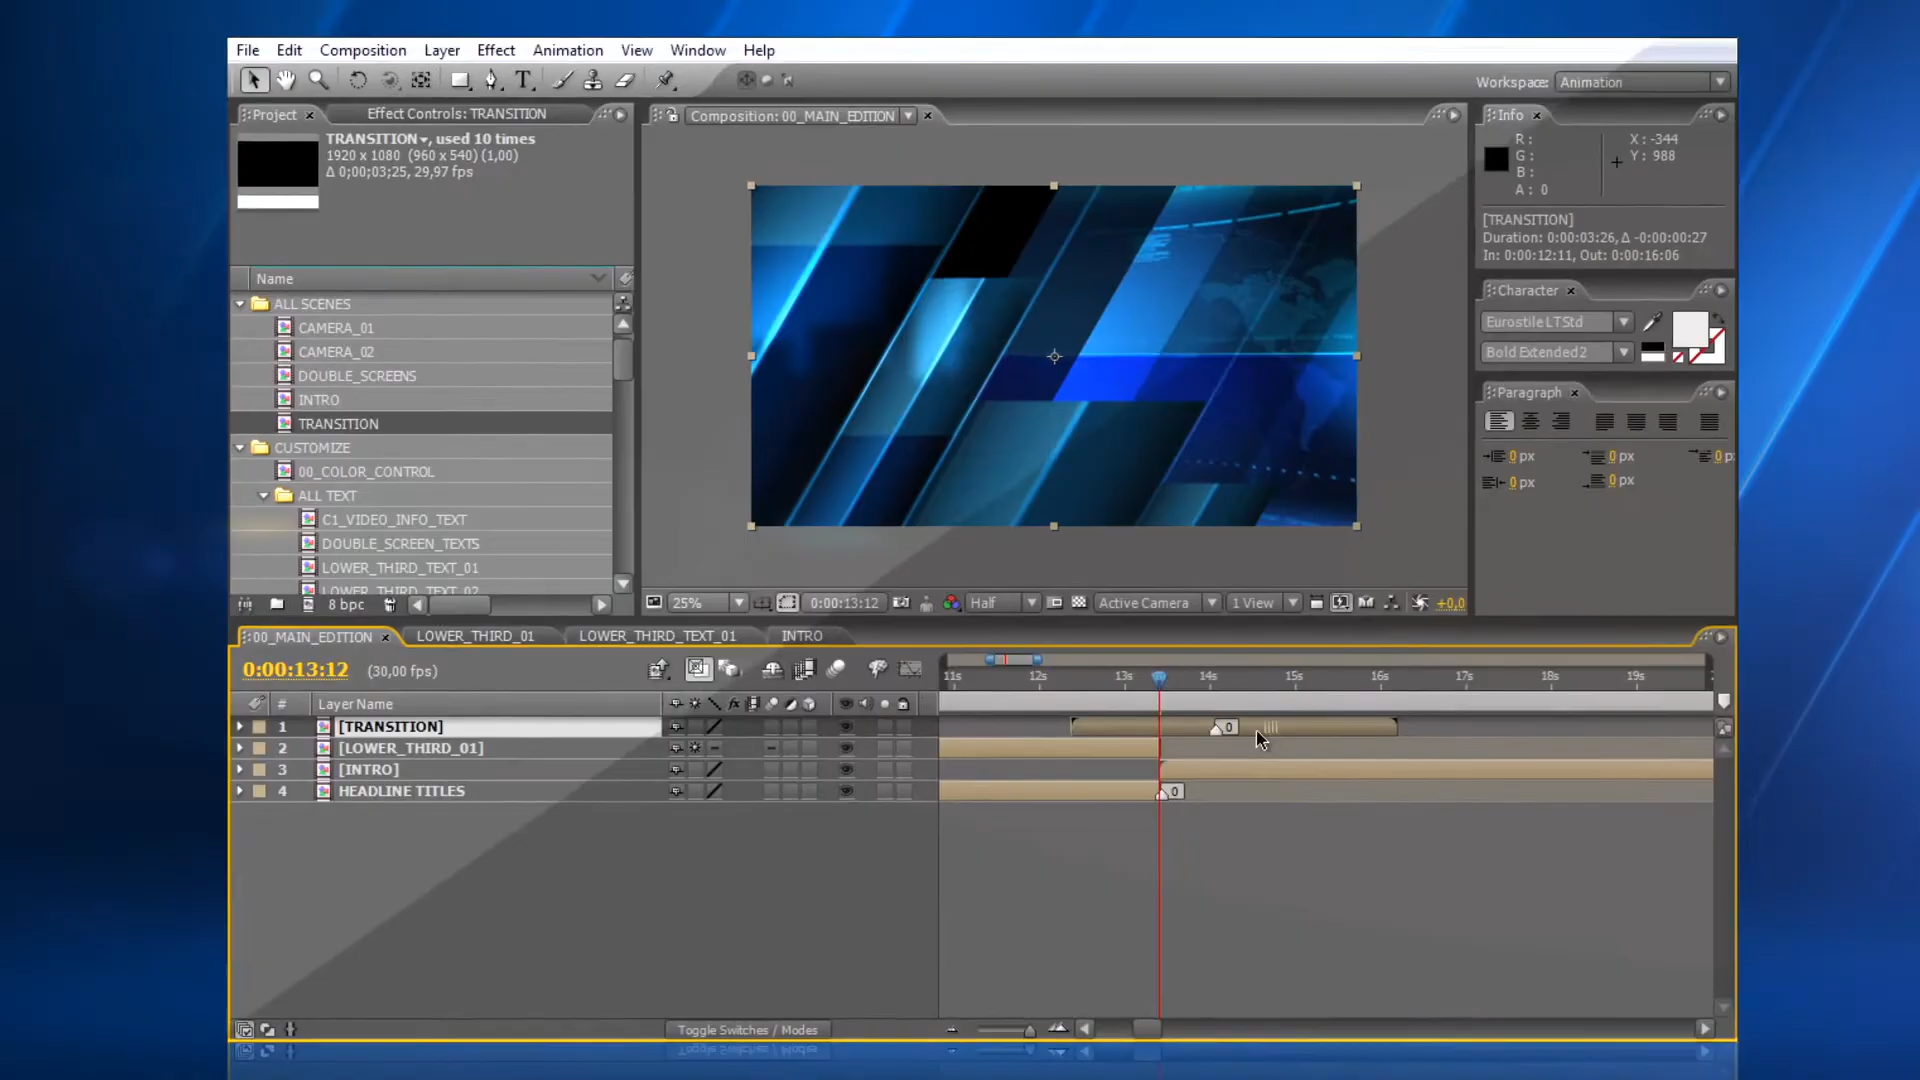 File Edit Composition Layer Effect Animation View Window Help
Workspace: Animation
Project
Effect Controls: TRANSITION
TRANSITION, used 10 times
1920 x 1080 (960 x 540) (1,00)
Δ 0;00;03;25, 29,97 fps
Name
ALL SCENES
CAMERA_01
CAMERA_02
DOUBLE_SCREENS
INTRO
TRANSITION
CUSTOMIZE
00_COLOR_CONTROL
ALL TEXT
C1_VIDEO_INFO_TEXT
DOUBLE_SCREEN_TEXTS
LOWER_THIRD_TEXT_01
LOWER_THIRD_TEXT_02
8 bpc
Composition: 00_MAIN_EDITION
25% 0:00:13:12 Half Active Camera 1 View +0,0
Info
R :
G :
B :
A : 0
X : -344
Y : 988
[TRANSITION]
Duration: 0:00:03:26, Δ -0:00:00:27
In: 0:00:12:11, Out: 0:00:16:06
Character
Eurostile LT Std
Bold Extended 2
Paragraph
0 px 0 px 0 p
0 px 0 px
00_MAIN_EDITION LOWER_THIRD_01 LOWER_THIRD_TEXT_01 INTRO
0:00:13:12 (30,00 fps)
11s 12s 13s 14s 15s 16s 17s 18s 19s
# Layer Name fx
1 [TRANSITION] 0
2 [LOWER_THIRD_01]
3 [INTRO]
4 HEADLINE TITLES 0
Toggle Switches / Modes
Toggle Switches / Modes